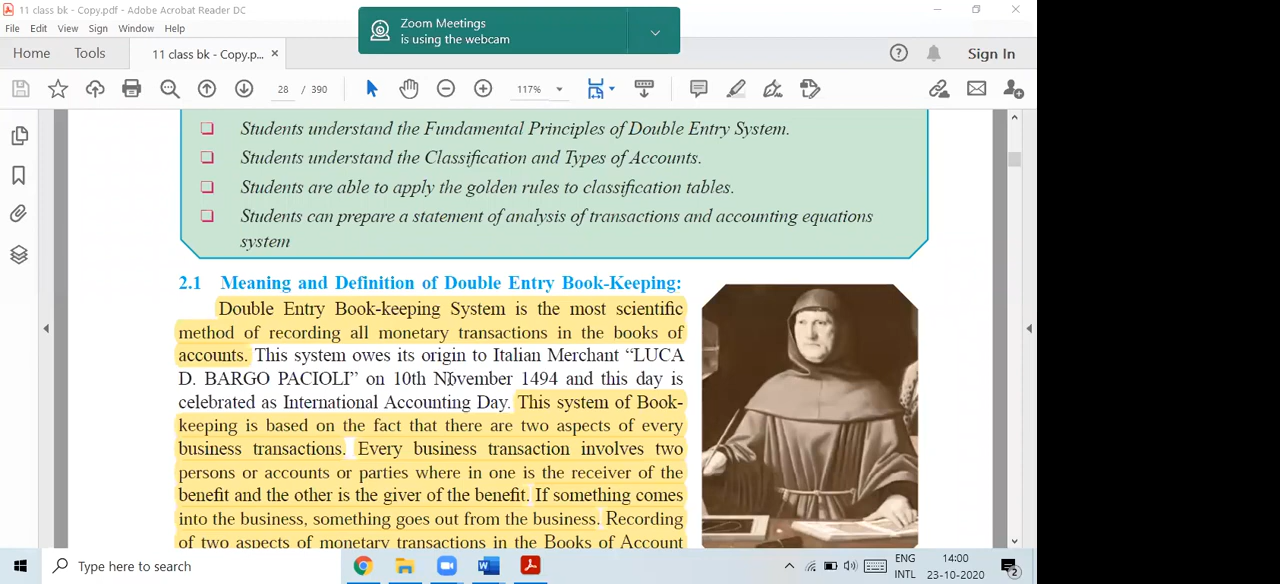 11 class bk - Copy.pdf - Adobe Acrobat Reader DC
File Edit View Sign Window Help
Zoom Meetings
is using the webcam
Home Tools 11 class bk - Copy.p... × Sign In
28 / 390 117%
Students understand the Fundamental Principles of Double Entry System.
Students understand the Classification and Types of Accounts.
Students are able to apply the golden rules to classification tables.
Students can prepare a statement of analysis of transactions and accounting equations
system
2.1 Meaning and Definition of Double Entry Book-Keeping:
Double Entry Book-keeping System is the most scientific
method of recording all monetary transactions in the books of
accounts. This system owes its origin to Italian Merchant “LUCA
D. BARGO PACIOLI” on 10th November 1494 and this day is
celebrated as International Accounting Day. This system of Book-
keeping is based on the fact that there are two aspects of every
business transactions. Every business transaction involves two
persons or accounts or parties where in one is the receiver of the
benefit and the other is the giver of the benefit. If something comes
into the business, something goes out from the business. Recording
of two aspects of monetary transactions in the Books of Account
Type here to search
ENG
INTL
14:00
23-10-2020
2